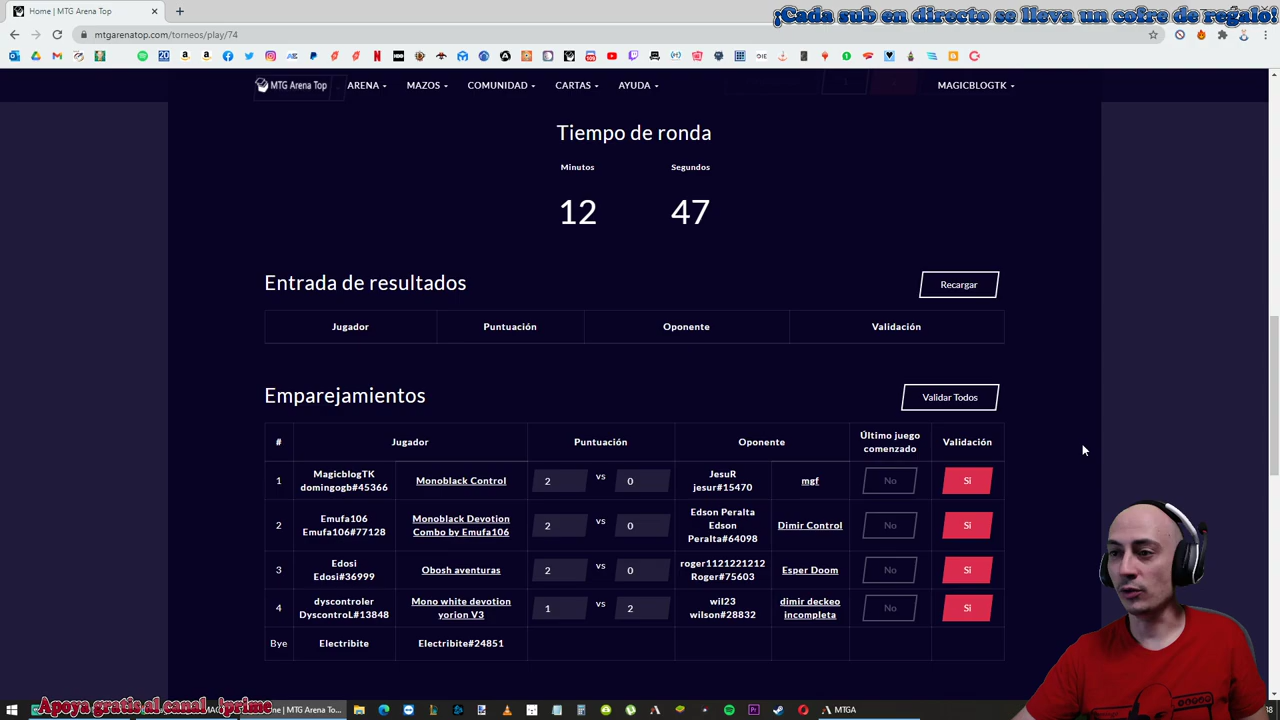 Home | MTG Arena Top
¡Cada sub en directo se lleva un cofre de regalo!
mtgarenatop.com/torneos/play/74
MTG Arena Top ARENA MAZOS COMUNIDAD CARTAS AYUDA MAGICBLOGTK
Tiempo de ronda
Minutos Segundos
12 47
Entrada de resultados Recargar
Jugador Puntuación Oponente Validación
Emparejamientos Validar Todos
# Jugador Puntuación Oponente Último juego comenzado Validación
1 MagicblogTK domingogb#45366 Monoblack Control 2 vs 0 JesuR jesur#15470 mgf No Si
2 Emufa106 Emufa106#77128 Monoblack Devotion Combo by Emufa106 2 vs 0 Edson Peralta Edson Peralta#64098 Dimir Control No Si
3 Edosi Edosi#36999 Obosh aventuras 2 vs 0 roger1121221212 Roger#75603 Esper Doom No Si
4 dyscontroler DyscontroL#13848 Mono white devotion yorion V3 1 vs 2 wil23 wilson#28832 dimir deckeo incompleta No Si
Bye Electribite Electribite#24851
Apoya gratis al canal !prime
MTGA